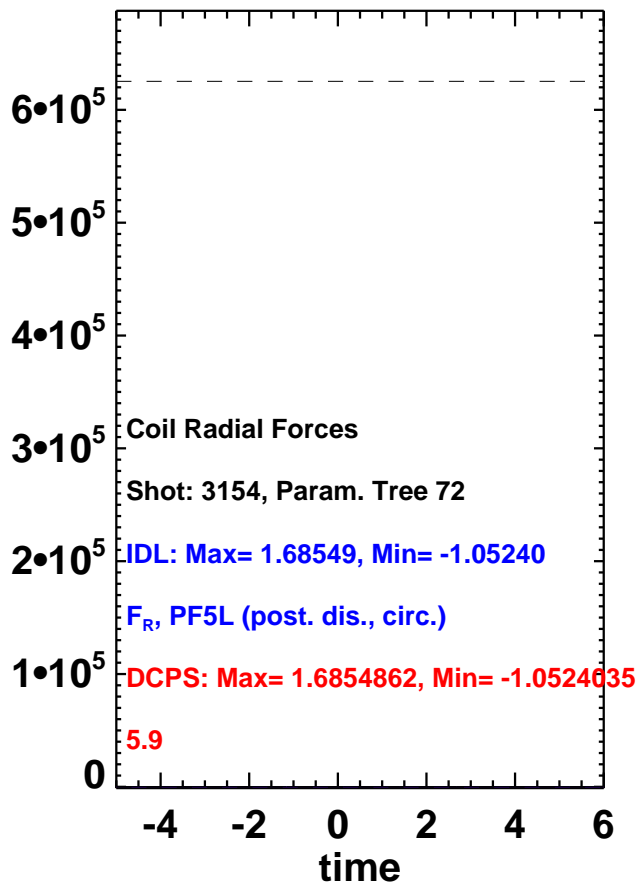 6•10⁵
5•10⁵
4•10⁵
3•10⁵
2•10⁵
1•10⁵
0
Coil Radial Forces
Shot: 3154, Param. Tree 72
IDL: Max= 1.68549, Min= -1.05240
F_R, PF5L (post. dis., circ.)
DCPS: Max= 1.6854862, Min= -1.0524035
5.9
-4 -2 0 2 4 6
time